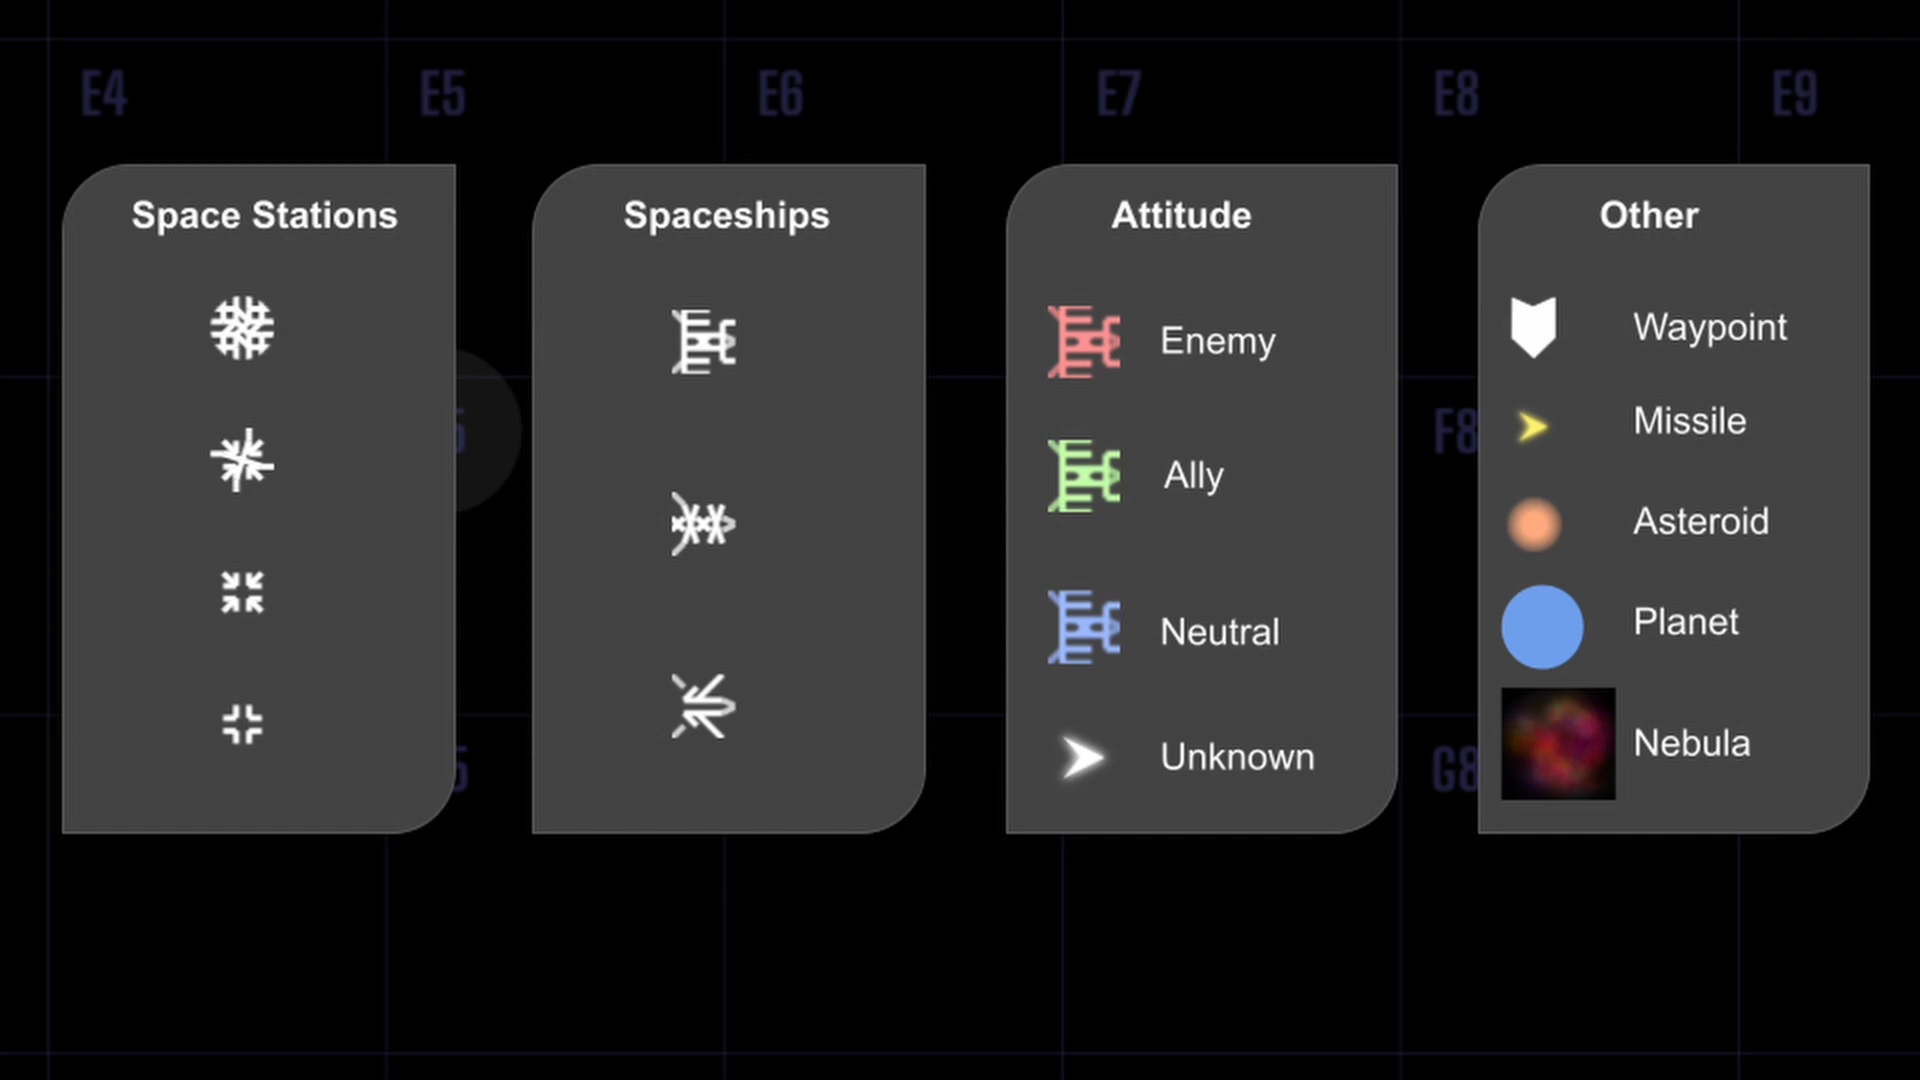 E4
E5
E6
E7
E8
E9
Space Stations
Spaceships
Attitude
Enemy
Ally
Neutral
Unknown
Other
Waypoint
Missile
Asteroid
Planet
Nebula
F8
G8